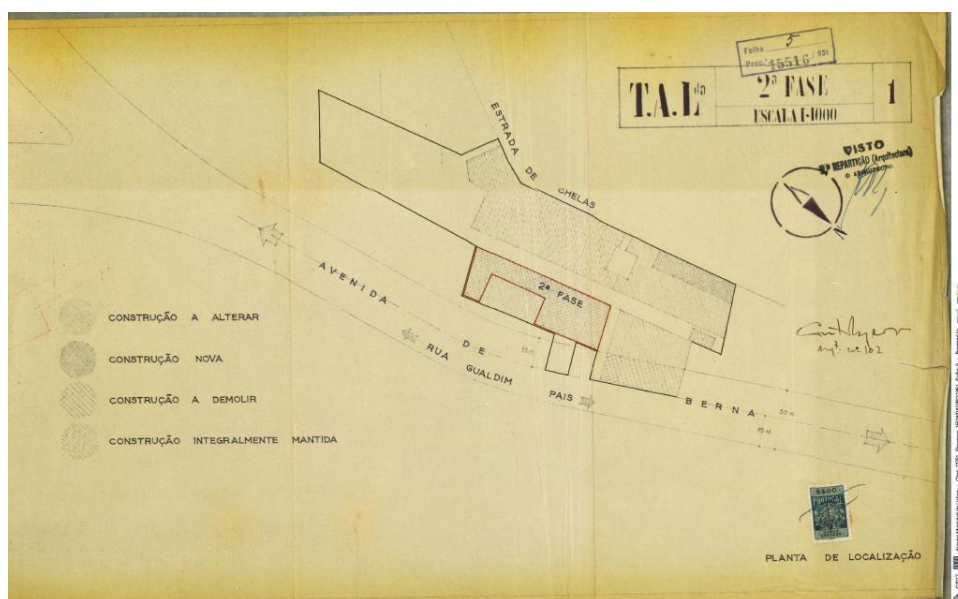 Folha 5
Proc.º 45516 / 951
T.A.Lda
2ª FASE
ESCALA 1-1000
1
VISTO
2ª REPARTIÇÃO (Arquitectura)
O ARQUITECTO
N
ESTRADA DE CHELAS
2ª FASE
AVENIDA DE BERNA
RUA GUALDIM PAIS
CONSTRUÇÃO A ALTERAR
CONSTRUÇÃO NOVA
CONSTRUÇÃO A DEMOLIR
CONSTRUÇÃO INTEGRALMENTE MANTIDA
PORTUGAL
PLANTA DE LOCALIZAÇÃO